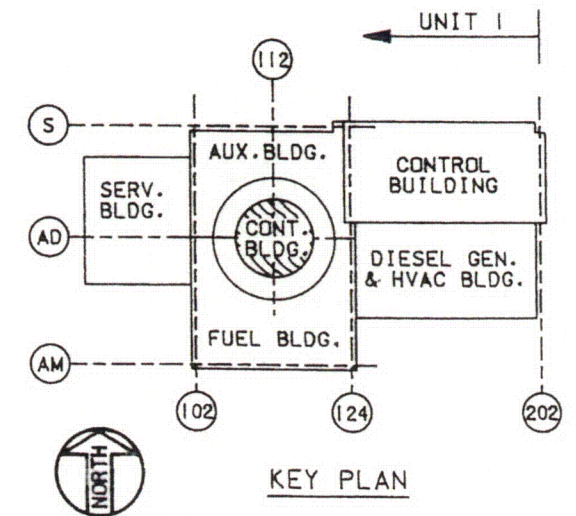 UNIT I
112
S
AUX. BLDG.
CONTROL
BUILDING
SERV.
BLDG.
AD
CONT.
BLDG.
DIESEL GEN.
& HVAC BLDG.
FUEL BLDG.
AM
102
124
202
NORTH
KEY PLAN